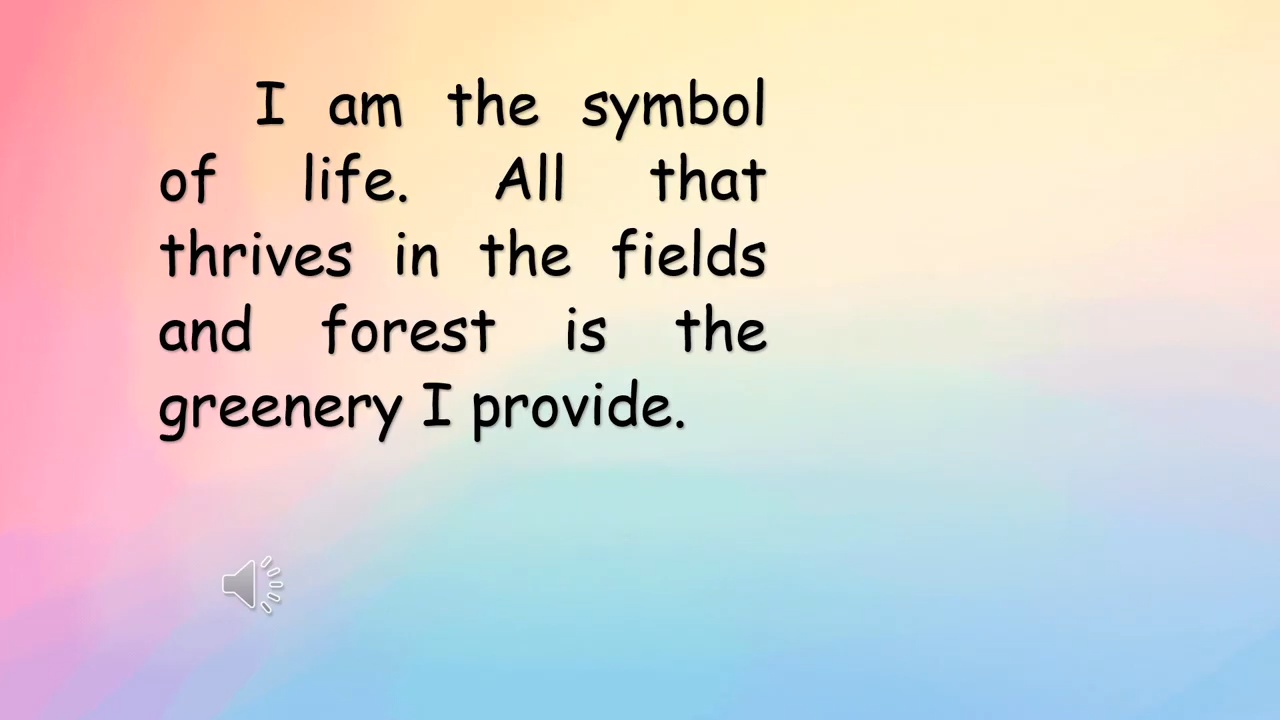 I am the symbol
of life. All that
thrives in the fields
and forest is the
greenery I provide.